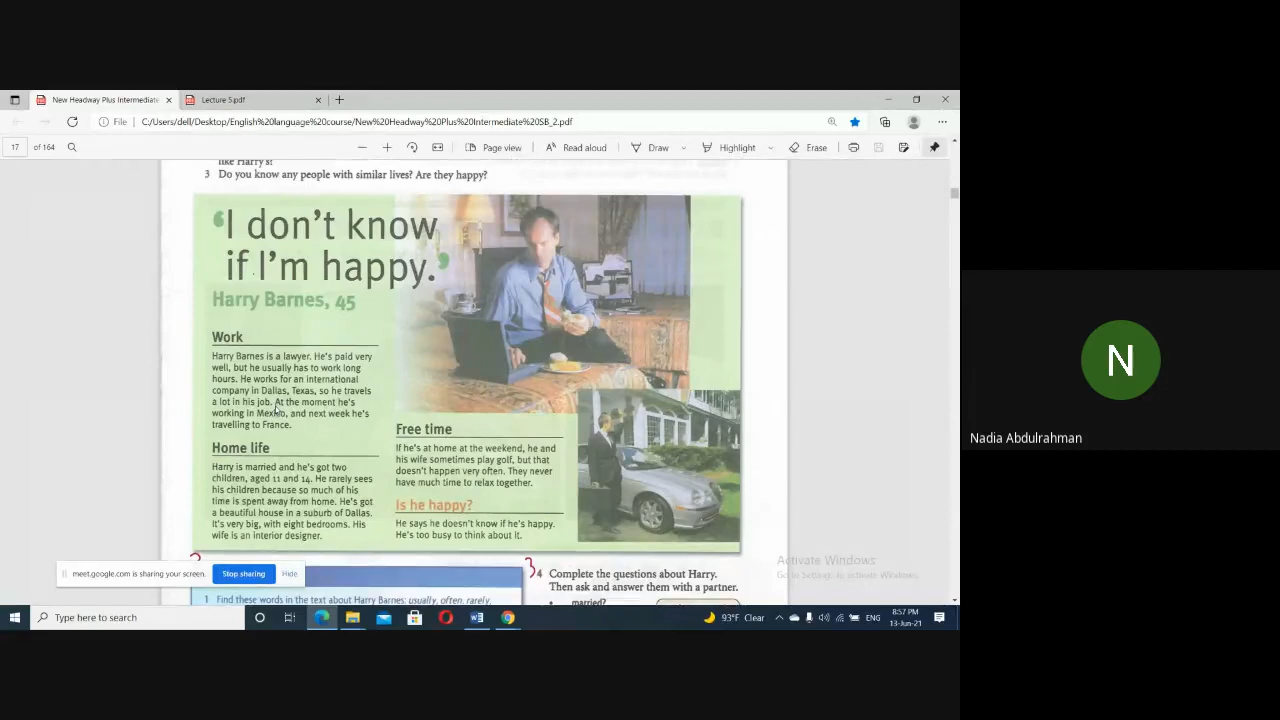 New Headway Plus Intermediate
Lecture 5.pdf
File
C:/Users/dell/Desktop/English%20language%20course/New%20Headway%20Plus%20Intermediate%20SB_2.pdf
17 of 164
Page view
Read aloud
Draw
Highlight
Erase
like Harry's?
3 Do you know any people with similar lives? Are they happy?
'I don't know
if I'm happy.'
Harry Barnes, 45
Work
Harry Barnes is a lawyer. He's paid very
well, but he usually has to work long
hours. He works for an international
company in Dallas, Texas, so he travels
a lot in his job. At the moment he's
working in Mexico, and next week he's
travelling to France.
Home life
Harry is married and he's got two
children, aged 11 and 14. He rarely sees
his children because so much of his
time is spent away from home. He's got
a beautiful house in a suburb of Dallas.
It's very big, with eight bedrooms. His
wife is an interior designer.
Free time
If he's at home at the weekend, he and
his wife sometimes play golf, but that
doesn't happen very often. They never
have much time to relax together.
Is he happy?
He says he doesn't know if he's happy.
He's too busy to think about it.
4 Complete the questions about Harry.
Then ask and answer them with a partner.
married?
1 Find these words in the text about Harry Barnes: usually, often, rarely,
meet.google.com is sharing your screen.
Stop sharing
Hide
Activate Windows
Go to Settings to activate Windows.
Type here to search
93°F Clear
ENG
8:57 PM
13-Jun-21
N
Nadia Abdulrahman